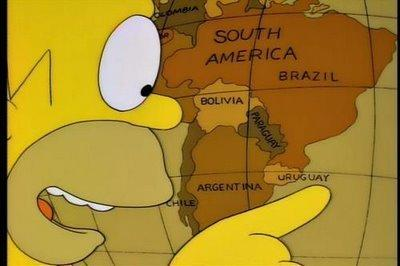 COLOMBIA
SOUTH
AMERICA
BRAZIL
BOLIVIA
PARAGUAY
URUGUAY
ARGENTINA
CHILE